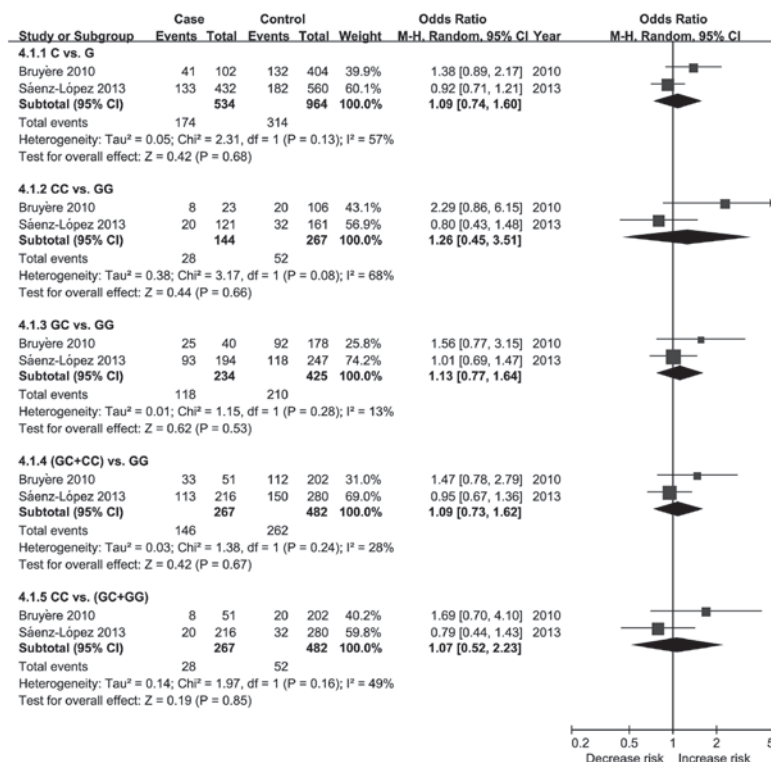 Case Control Odds Ratio Odds Ratio
Study or Subgroup Events Total Events Total Weight M-H, Random, 95% CI Year M-H, Random, 95% CI
4.1.1 C vs. G
Bruyère 2010 41 102 132 404 39.9% 1.38 [0.89, 2.17] 2010
Sáenz-López 2013 133 432 182 560 60.1% 0.92 [0.71, 1.21] 2013
Subtotal (95% CI) 534 964 100.0% 1.09 [0.74, 1.60]
Total events 174 314
Heterogeneity: Tau² = 0.05; Chi² = 2.31, df = 1 (P = 0.13); I² = 57%
Test for overall effect: Z = 0.42 (P = 0.68)
4.1.2 CC vs. GG
Bruyère 2010 8 23 20 106 43.1% 2.29 [0.86, 6.15] 2010
Sáenz-López 2013 20 121 32 161 56.9% 0.80 [0.43, 1.48] 2013
Subtotal (95% CI) 144 267 100.0% 1.26 [0.45, 3.51]
Total events 28 52
Heterogeneity: Tau² = 0.38; Chi² = 3.17, df = 1 (P = 0.08); I² = 68%
Test for overall effect: Z = 0.44 (P = 0.66)
4.1.3 GC vs. GG
Bruyère 2010 25 40 92 178 25.8% 1.56 [0.77, 3.15] 2010
Sáenz-López 2013 93 194 118 247 74.2% 1.01 [0.69, 1.47] 2013
Subtotal (95% CI) 234 425 100.0% 1.13 [0.77, 1.64]
Total events 118 210
Heterogeneity: Tau² = 0.01; Chi² = 1.15, df = 1 (P = 0.28); I² = 13%
Test for overall effect: Z = 0.62 (P = 0.53)
4.1.4 (GC+CC) vs. GG
Bruyère 2010 33 51 112 202 31.0% 1.47 [0.78, 2.79] 2010
Sáenz-López 2013 113 216 150 280 69.0% 0.95 [0.67, 1.36] 2013
Subtotal (95% CI) 267 482 100.0% 1.09 [0.73, 1.62]
Total events 146 262
Heterogeneity: Tau² = 0.03; Chi² = 1.38, df = 1 (P = 0.24); I² = 28%
Test for overall effect: Z = 0.42 (P = 0.67)
4.1.5 CC vs. (GC+GG)
Bruyère 2010 8 51 20 202 40.2% 1.69 [0.70, 4.10] 2010
Sáenz-López 2013 20 216 32 280 59.8% 0.79 [0.44, 1.43] 2013
Subtotal (95% CI) 267 482 100.0% 1.07 [0.52, 2.23]
Total events 28 52
Heterogeneity: Tau² = 0.14; Chi² = 1.97, df = 1 (P = 0.16); I² = 49%
Test for overall effect: Z = 0.19 (P = 0.85)
0.2 0.5 1 2 5
Decrease risk Increase risk